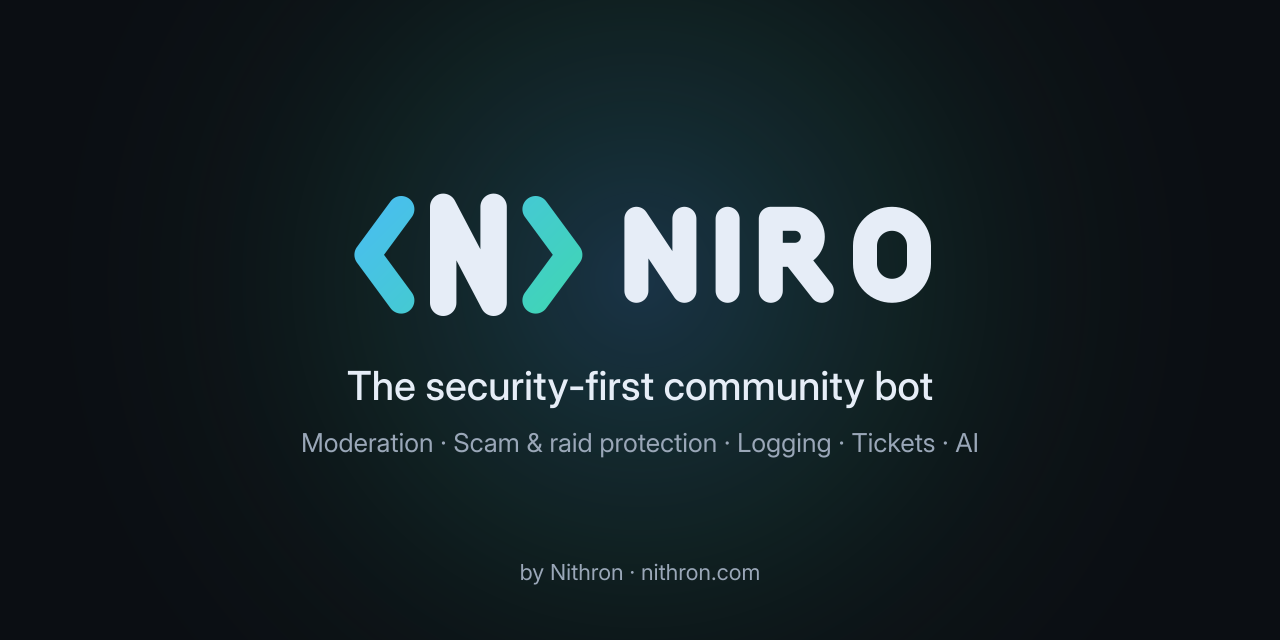 <N> NIRO
The security-first community bot
Moderation · Scam & raid protection · Logging · Tickets · AI
by Nithron · nithron.com